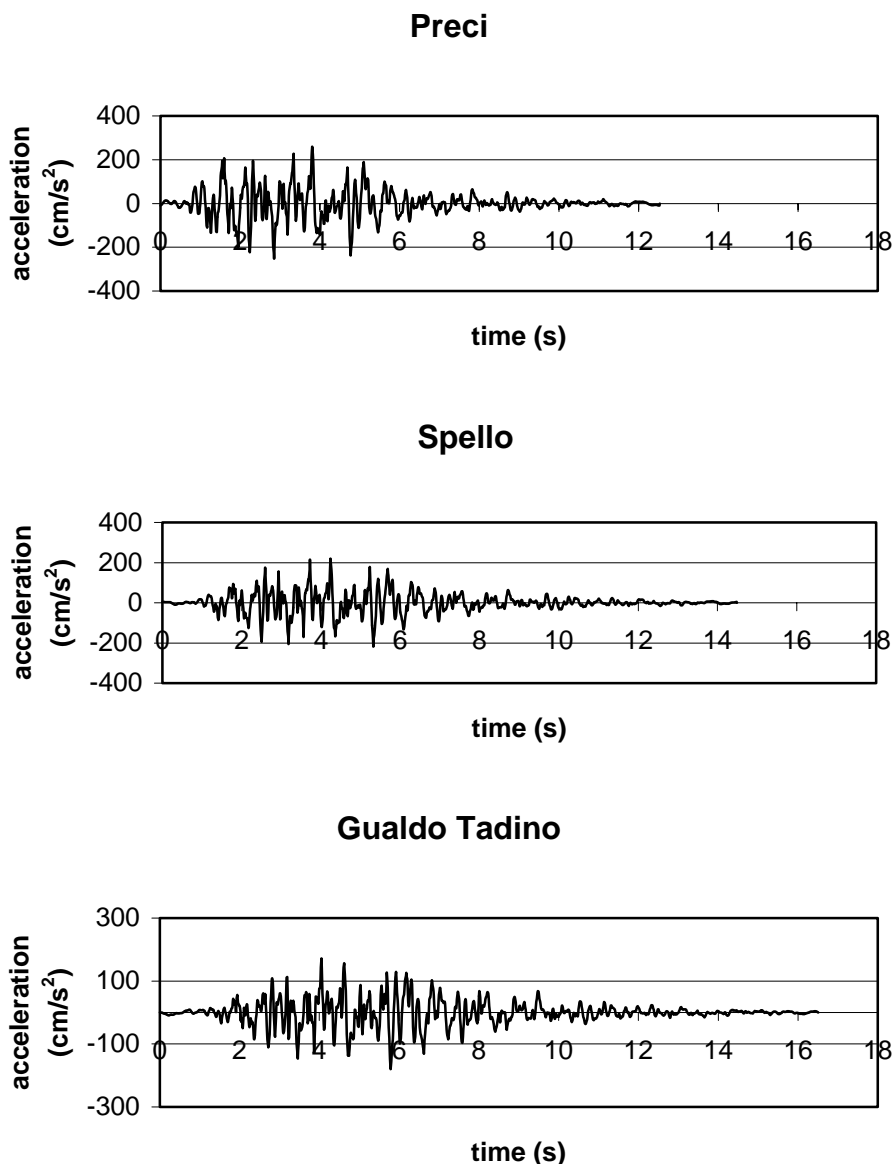 Preci
400
200
0
-200
-400
acceleration
(cm/s²)
0 2 4 6 8 10 12 14 16 18
time (s)
Spello
400
200
0
-200
-400
acceleration
(cm/s²)
0 2 4 6 8 10 12 14 16 18
time (s)
Gualdo Tadino
300
100
-100
-300
acceleration
(cm/s²)
0 2 4 6 8 10 12 14 16 18
time (s)